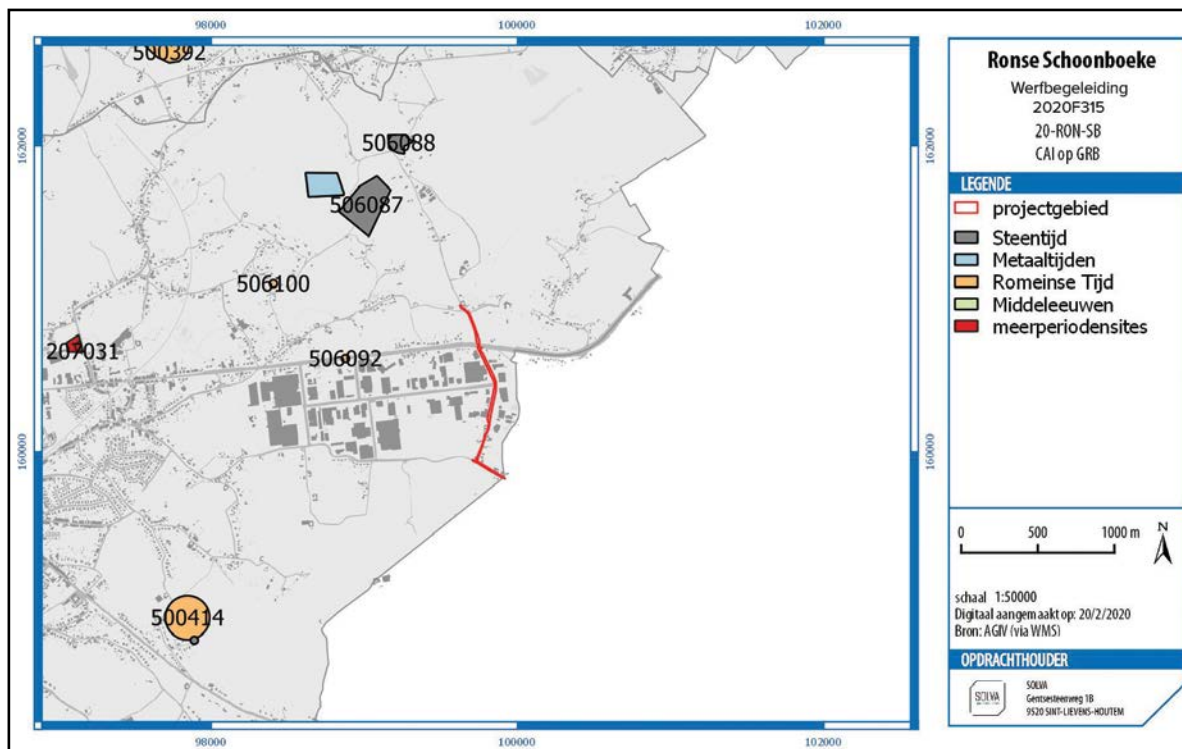 98000
100000
102000
500392
506088
162000
162000
506087
506100
207031
506092
160000
160000
500414
98000
100000
102000
Ronse Schoonboeke
Werfbegeleiding
2020F315
20-RON-SB
CAI op GRB
LEGENDE
projectgebied
Steentijd
Metaaltijden
Romeinse Tijd
Middeleeuwen
meerperiodensites
0 500 1000 m
N
schaal 1:50000
Digitaal aangemaakt op: 20/2/2020
Bron: AGIV (via WMS)
OPDRACHTHOUDER
SOLVA
SOLVA
Gentsesteenweg 1B
9520 SINT-LIEVENS-HOUTEM